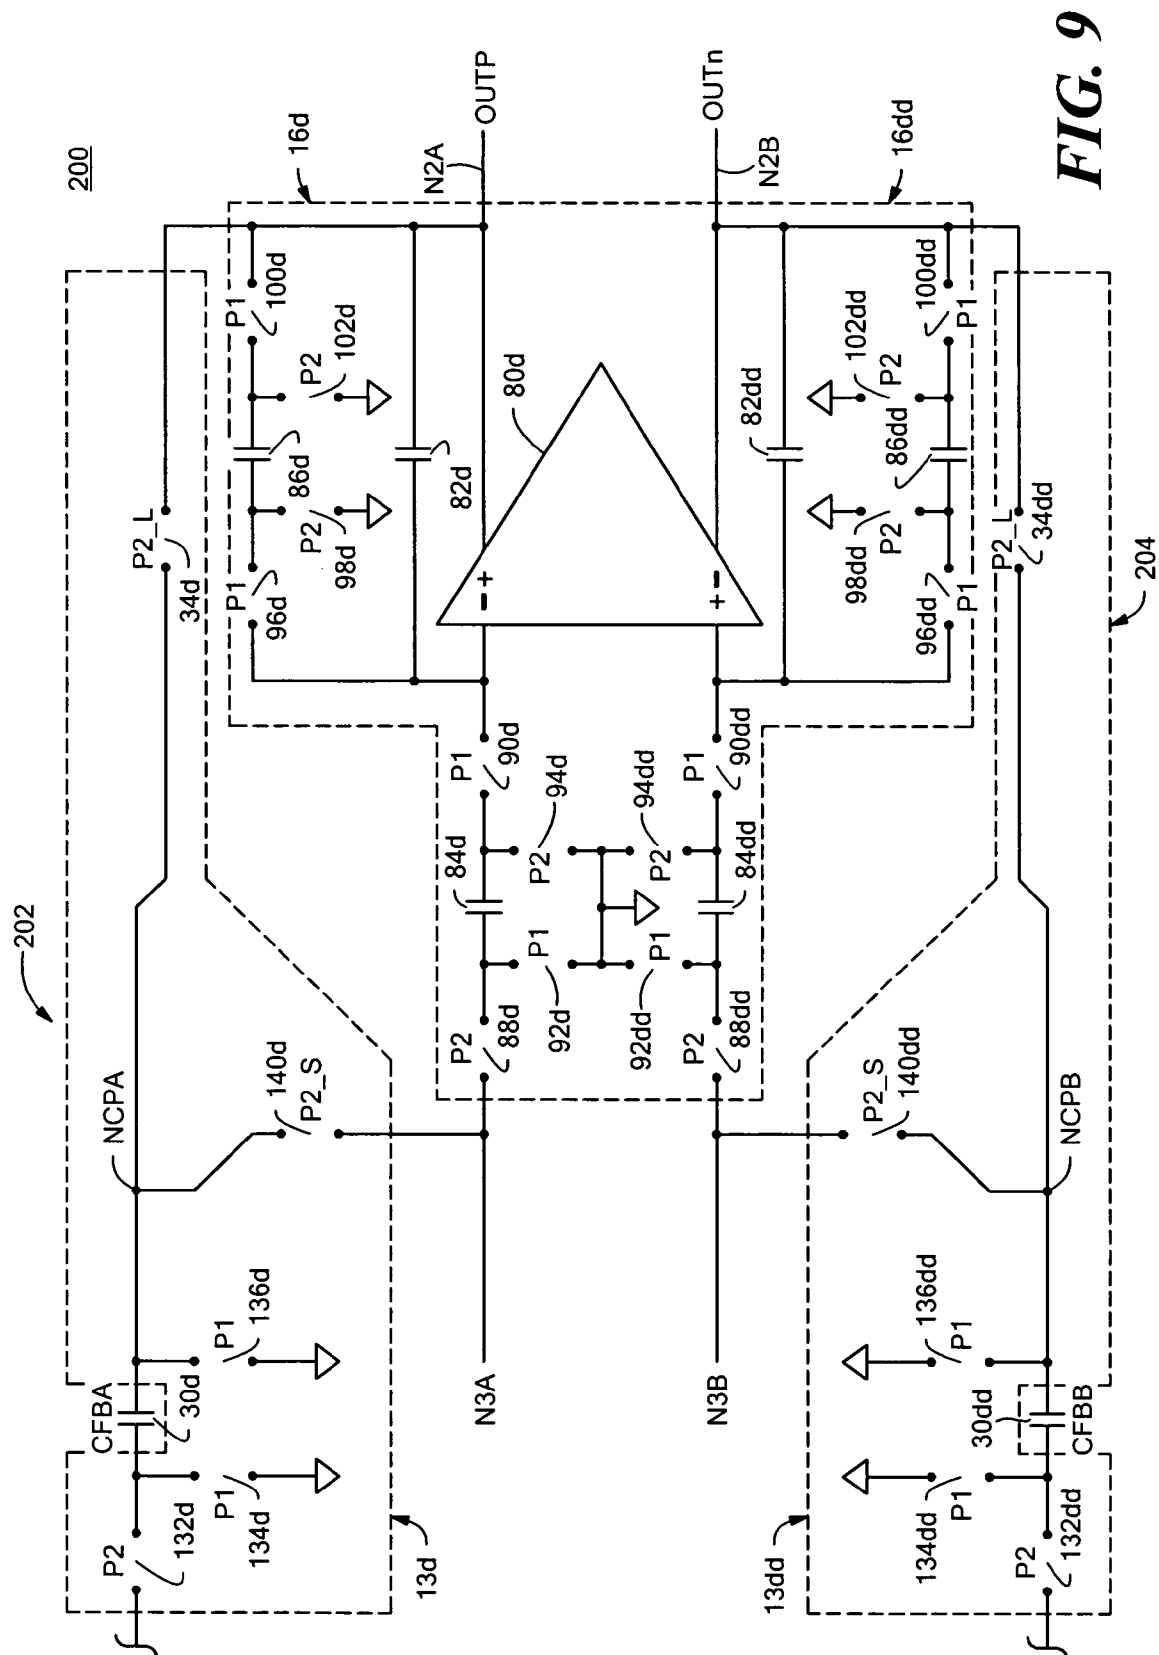 200
202
NCPA
CFBA
30d
P2
132d
P1
134d
P1
136d
140d
P2_S
P2_L
34d
13d
16d
P1
96d
86d
P2
98d
P1
100d
P2
102d
82d
80d
N2A
OUTP
N3A
P2
88d
84d
P1
92d
P1
90d
P2
94d
- +
+ -
N3B
P2
88dd
84dd
P1
92dd
P1
90dd
P2
94dd
N2B
OUTn
82dd
P2
98dd
86dd
P2
102dd
P1
96dd
P1
100dd
16dd
13dd
P2
132dd
P1
134dd
30dd
CFBB
P1
136dd
P2_S
140dd
NCPB
P2_L
34dd
204
FIG. 9